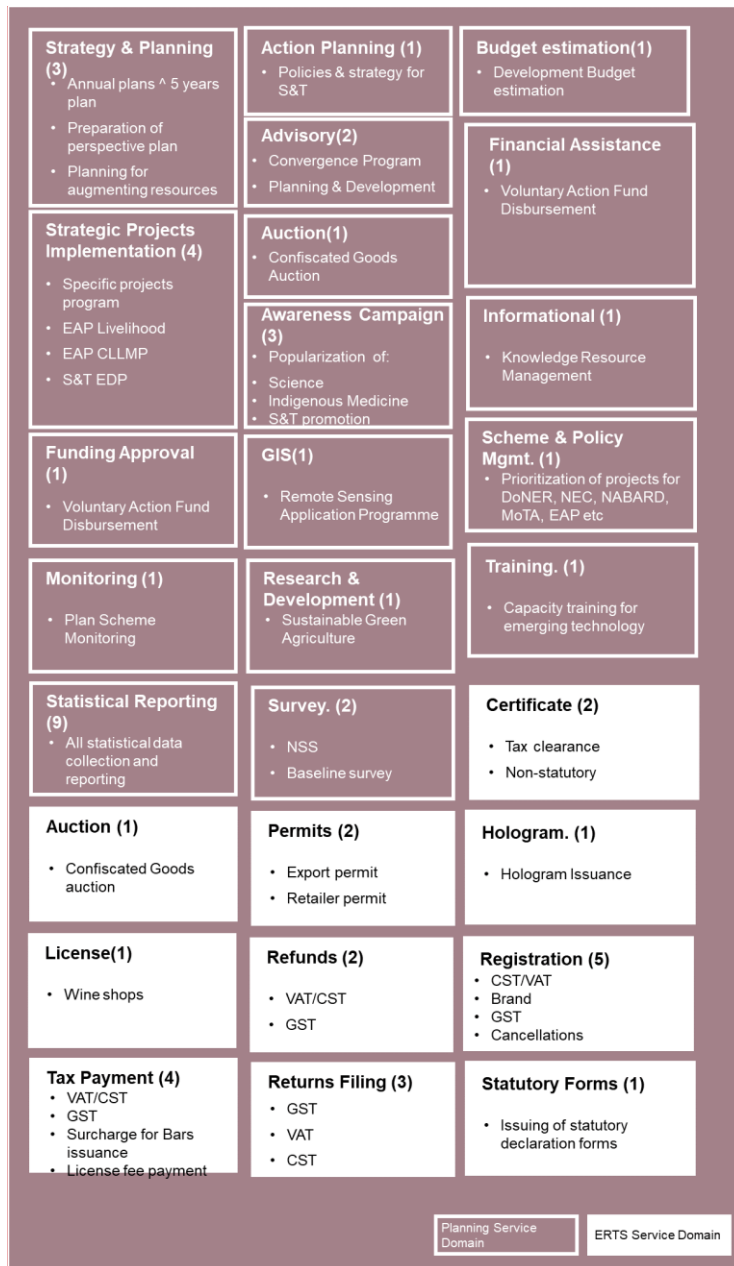 Strategy & Planning
(3)
• Annual plans ^ 5 years
plan
• Preparation of
perspective plan
• Planning for
augmenting resources
Action Planning (1)
• Policies & strategy for
S&T
Budget estimation(1)
• Development Budget
estimation
Advisory(2)
• Convergence Program
• Planning & Development
Financial Assistance
(1)
• Voluntary Action Fund
Disbursement
Strategic Projects
Implementation (4)
• Specific projects
program
• EAP Livelihood
• EAP CLLMP
• S&T EDP
Auction(1)
• Confiscated Goods
Auction
Awareness Campaign
(3)
• Popularization of:
• Science
• Indigenous Medicine
• S&T promotion
Informational (1)
• Knowledge Resource
Management
Funding Approval
(1)
• Voluntary Action Fund
Disbursement
GIS(1)
• Remote Sensing
Application Programme
Scheme & Policy
Mgmt. (1)
• Prioritization of projects for
DoNER, NEC, NABARD,
MoTA, EAP etc
Monitoring (1)
• Plan Scheme
Monitoring
Research &
Development (1)
• Sustainable Green
Agriculture
Training. (1)
• Capacity training for
emerging technology
Statistical Reporting
(9)
• All statistical data
collection and
reporting
Survey. (2)
• NSS
• Baseline survey
Certificate (2)
• Tax clearance
• Non-statutory
Auction (1)
• Confiscated Goods
auction
Permits (2)
• Export permit
• Retailer permit
Hologram. (1)
• Hologram Issuance
License(1)
• Wine shops
Refunds (2)
• VAT/CST
• GST
Registration (5)
• CST/VAT
• Brand
• GST
• Cancellations
Tax Payment (4)
• VAT/CST
• GST
• Surcharge for Bars
issuance
• License fee payment
Returns Filing (3)
• GST
• VAT
• CST
Statutory Forms (1)
• Issuing of statutory
declaration forms
Planning Service
Domain
ERTS Service Domain